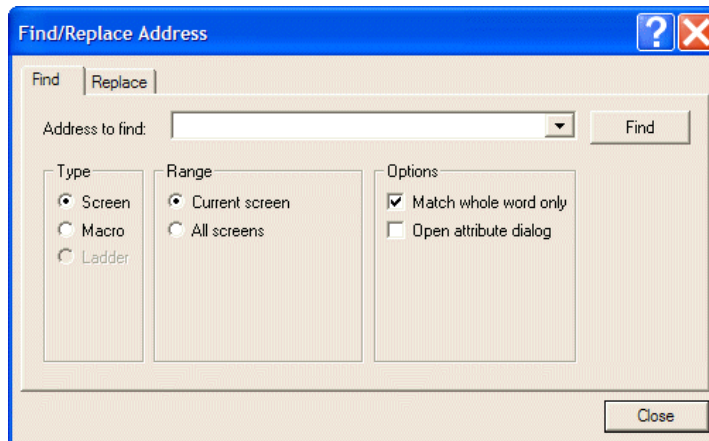 Find/Replace Address
Find Replace
Address to find: Find
Type Range Options
Screen Current screen Match whole word only
Macro All screens Open attribute dialog
Ladder
Close